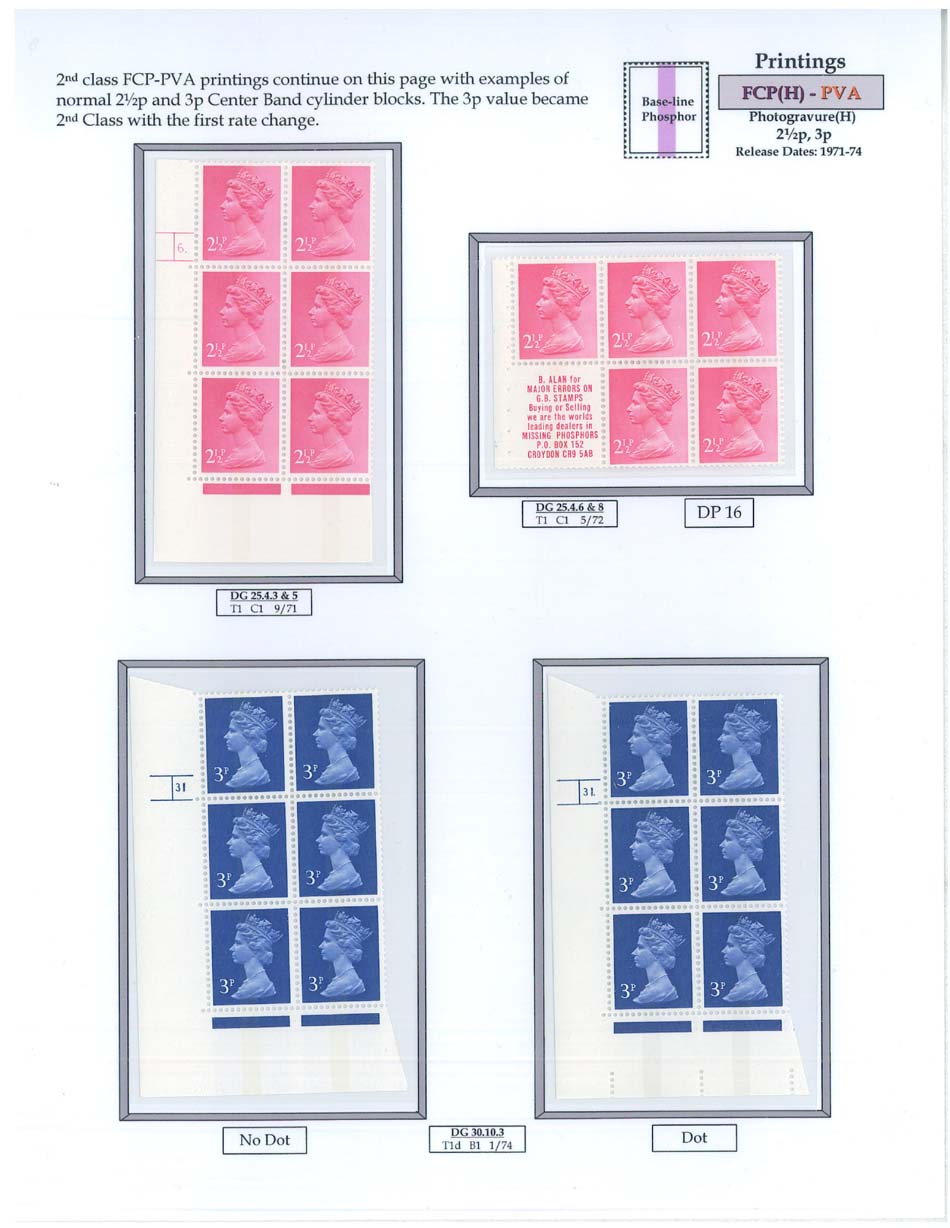 2nd class FCP-PVA printings continue on this page with examples of
normal 2½p and 3p Center Band cylinder blocks. The 3p value became
2nd Class with the first rate change.
Base-line
Phosphor
Printings
FCP(H) - PVA
Photogravure(H)
2½p, 3p
Release Dates: 1971-74
6.
2½P
2½P
2½P
2½P
2½P
2½P
DG 25.4.3 & 5
T1 C1 9/71
2½P
2½P
2½P
B. ALAN for
MAJOR ERRORS ON
G.B. STAMPS
Buying or Selling
we are the worlds
leading dealers in
MISSING PHOSPHORS
P.O. BOX 152
CROYDON CR9 5AB
2½P
2½P
DG 25.4.6 & 8
T1 C1 5/72
DP 16
31
3P
3P
3P
3P
3P
3P
No Dot
DG 30.10.3
T1d B1 1/74
31.
3P
3P
3P
3P
3P
3P
Dot